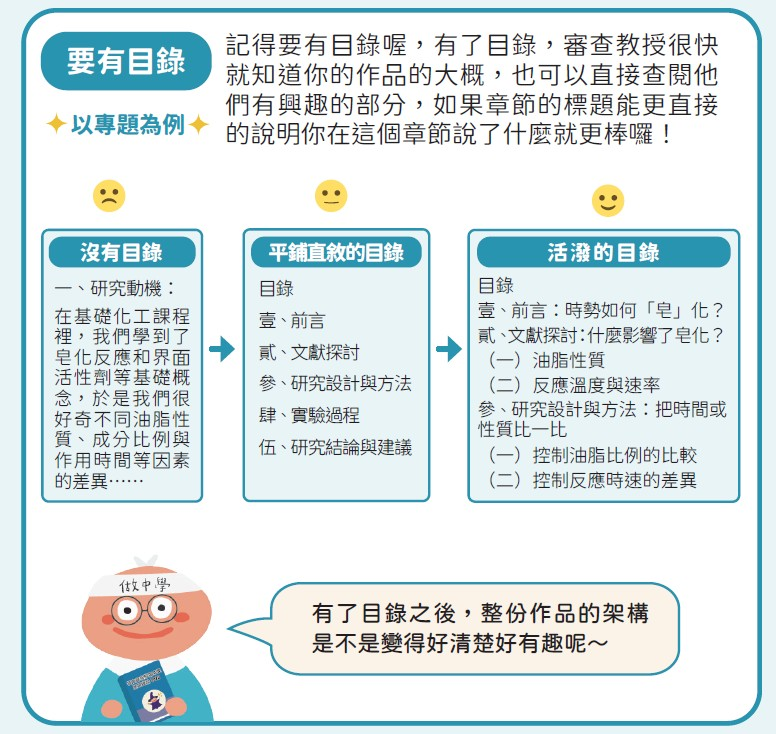 要有目錄
以專題為例
記得要有目錄喔，有了目錄，審查教授很快
就知道你的作品的大概，也可以直接查閱他
們有興趣的部分，如果章節的標題能更直接
的說明你在這個章節說了什麼就更棒囉！
沒有目錄
一、研究動機：
在基礎化工課程
裡，我們學到了
皂化反應和界面
活性劑等基礎概
念，於是我們很
好奇不同油脂性
質、成分比例與
作用時間等因素
的差異……
平鋪直敘的目錄
目錄
壹、前言
貳、文獻探討
參、研究設計與方法
肆、實驗過程
伍、研究結論與建議
活潑的目錄
目錄
壹、前言：時勢如何「皂」化？
貳、文獻探討：什麼影響了皂化？
（一）油脂性質
（二）反應溫度與速率
參、研究設計與方法：把時間或
性質比一比
（一）控制油脂比例的比較
（二）控制反應時速的差異
做中學
有了目錄之後，整份作品的架構
是不是變得好清楚好有趣呢～